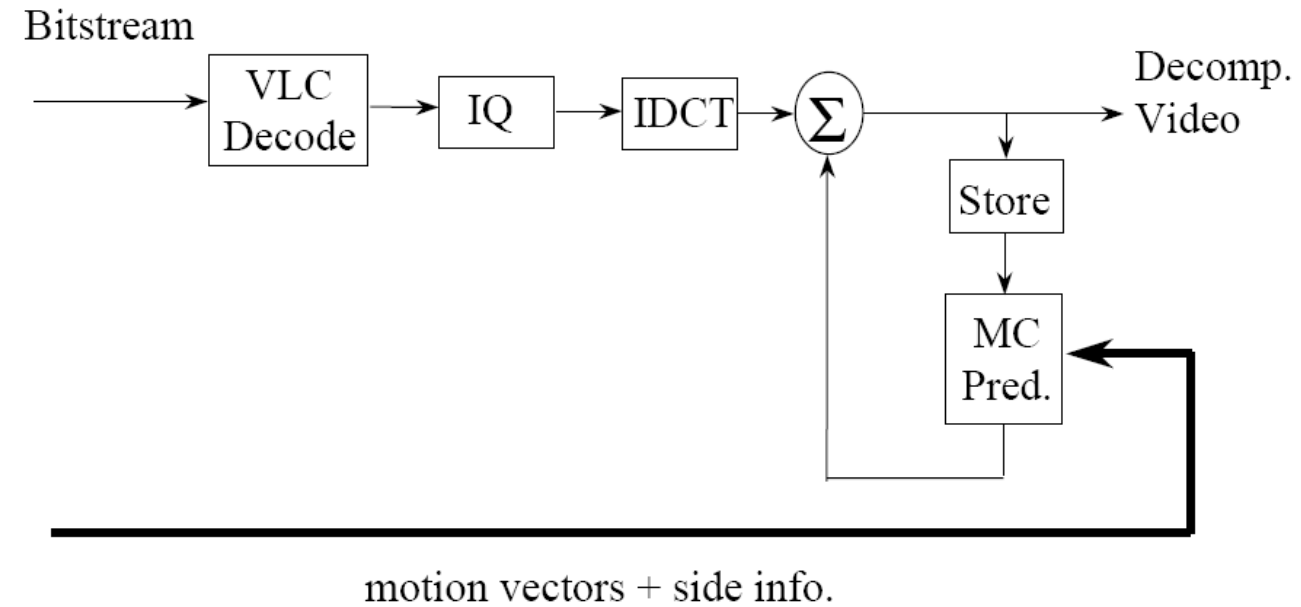 Bitstream
VLC
Decode
IQ
IDCT
Σ
Decomp.
Video
Store
MC
Pred.
motion vectors + side info.